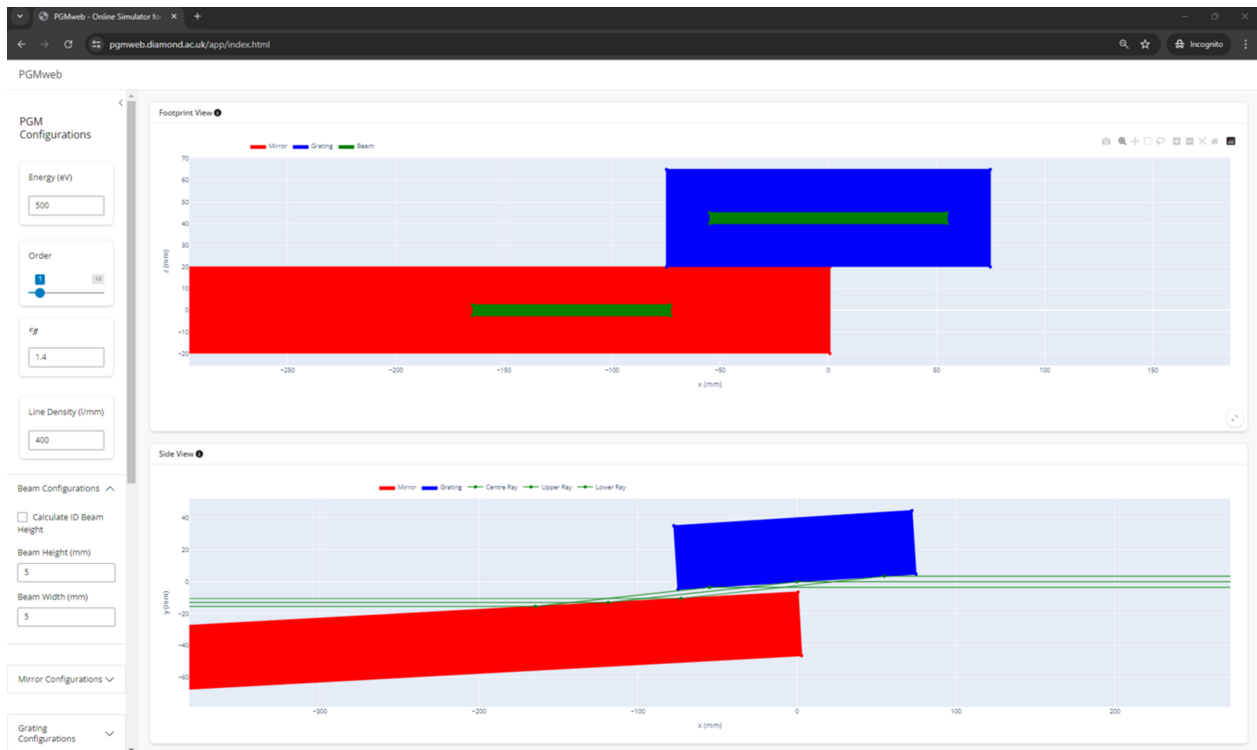 PGMweb - Online Simulator for
pgmweb.diamond.ac.uk/app/index.html
Incognito
PGMweb
PGM
Configurations
Energy (eV)
500
Order
1
10
cff
1.4
Line Density (l/mm)
400
Beam Configurations
Calculate ID Beam
Height
Beam Height (mm)
5
Beam Width (mm)
5
Mirror Configurations
Grating
Configurations
Footprint View
Mirror Grating Beam
z (mm)
70
60
50
40
30
20
10
0
−10
−20
−250 −200 −150 −100 −50 0 50 100 150
x (mm)
Side View
Mirror Grating Centre Ray Upper Ray Lower Ray
y (mm)
40
20
0
−20
−40
−60
−300 −200 −100 0 100 200
x (mm)